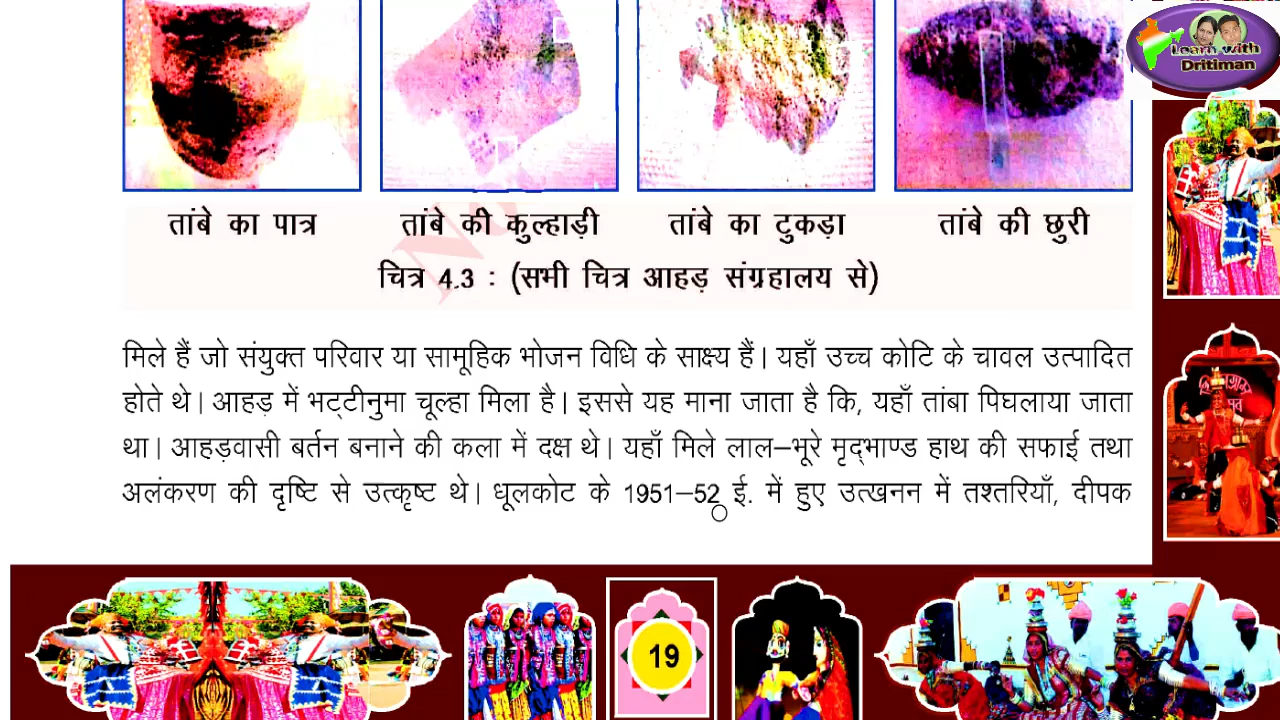 Learn with
Dritiman
तांबे का पात्र तांबे की कुल्हाड़ी तांबे का टुकड़ा तांबे की छुरी
चित्र 4.3 : (सभी चित्र आहड़ संग्रहालय से)
मिले हैं जो संयुक्त परिवार या सामूहिक भोजन विधि के साक्ष्य हैं। यहाँ उच्च कोटि के चावल उत्पादित
होते थे। आहड़ में भट्टीनुमा चूल्हा मिला है। इससे यह माना जाता है कि, यहाँ तांबा पिघलाया जाता
था। आहड़वासी बर्तन बनाने की कला में दक्ष थे। यहाँ मिले लाल–भूरे मृद्भाण्ड हाथ की सफाई तथा
अलंकरण की दृष्टि से उत्कृष्ट थे। धूलकोट के 1951–52 ई. में हुए उत्खनन में तश्तरियाँ, दीपक
19